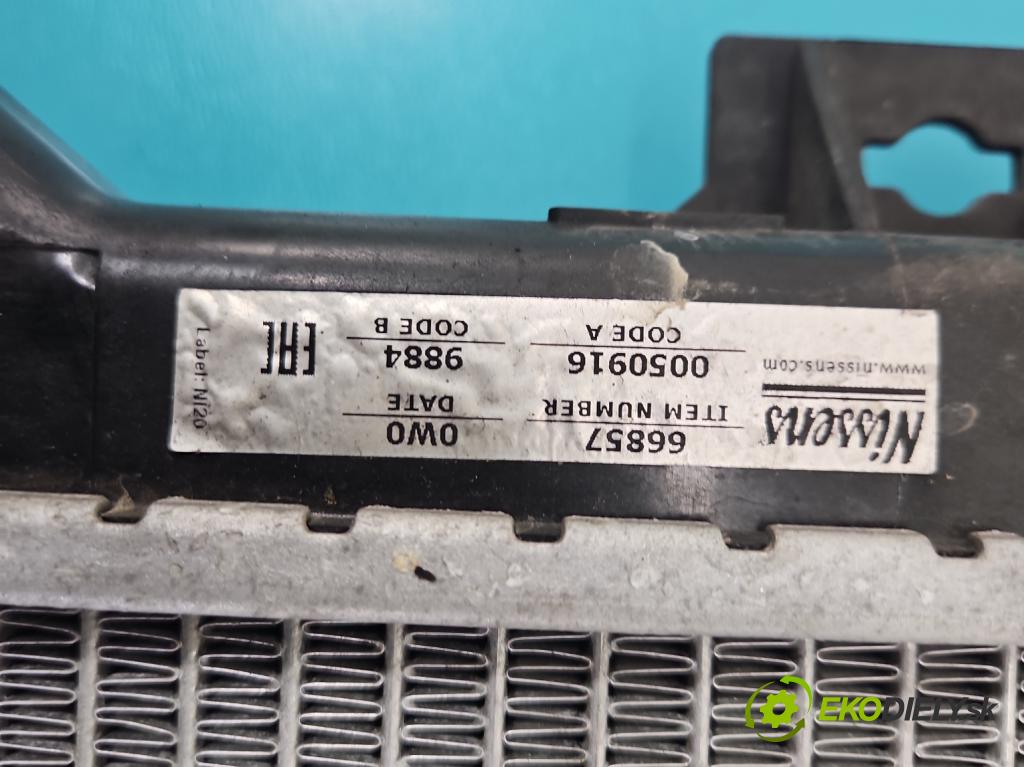 Nissens
www.nissens.com
66857
ITEM NUMBER
0W0
DATE
0050916
CODE A
9884
CODE B
EAC
Label: NI20
EKODIELY.sk